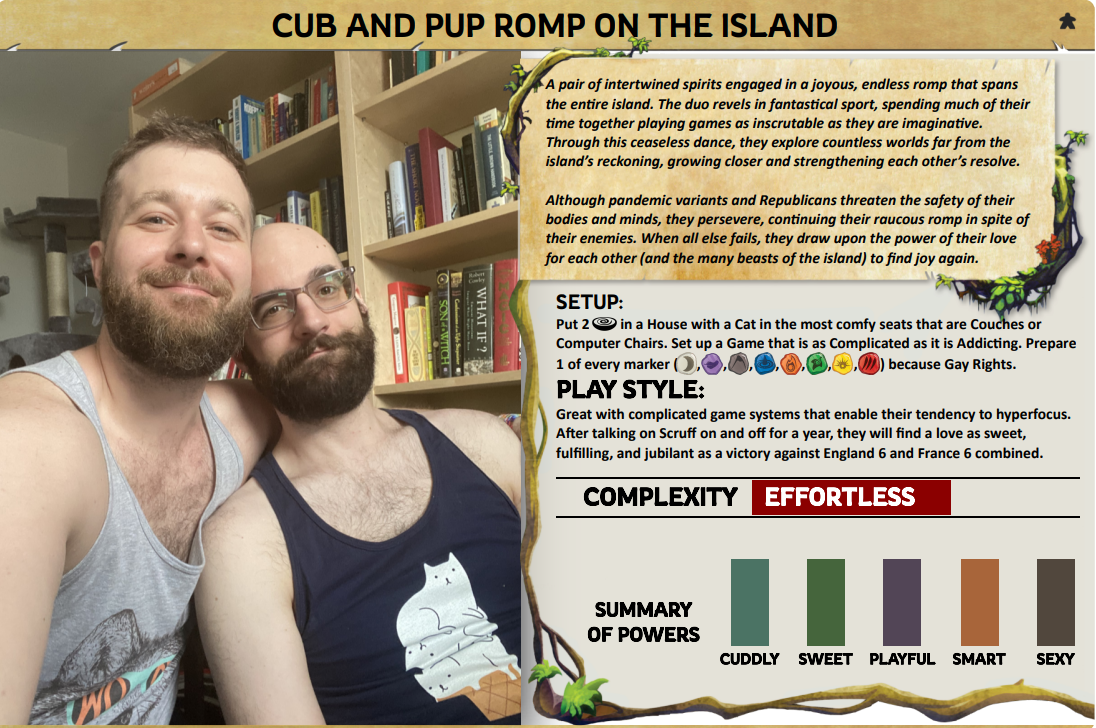 CUB AND PUP ROMP ON THE ISLAND
A pair of intertwined spirits engaged in a joyous, endless romp that spans
the entire island. The duo revels in fantastical sport, spending much of their
time together playing games as inscrutable as they are imaginative.
Through this ceaseless dance, they explore countless worlds far from the
island's reckoning, growing closer and strengthening each other's resolve.
Although pandemic variants and Republicans threaten the safety of their
bodies and minds, they persevere, continuing their raucous romp in spite of
their enemies. When all else fails, they draw upon the power of their love
for each other (and the many beasts of the island) to find joy again.
SETUP:
Put 2 in a House with a Cat in the most comfy seats that are Couches or
Computer Chairs. Set up a Game that is as Complicated as it is Addicting. Prepare
1 of every marker ( , , , , , , , ) because Gay Rights.
PLAY STYLE:
Great with complicated game systems that enable their tendency to hyperfocus.
After talking on Scruff on and off for a year, they will find a love as sweet,
fulfilling, and jubilant as a victory against England 6 and France 6 combined.
COMPLEXITY EFFORTLESS
SUMMARY
OF POWERS
CUDDLY SWEET PLAYFUL SMART SEXY
SON OF A WITCH
WHAT IF?